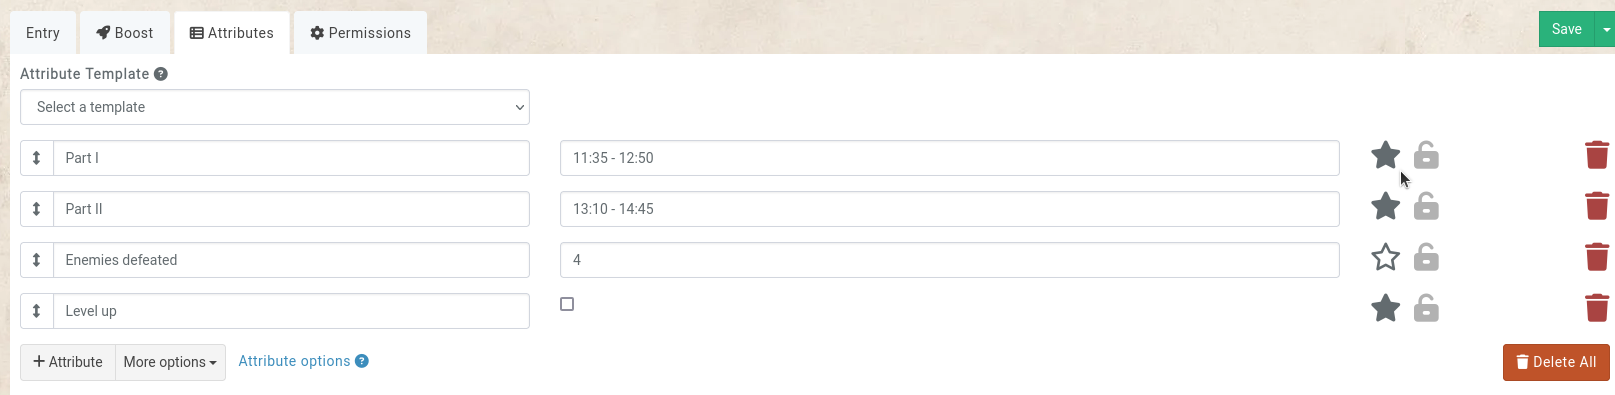 Entry Boost Attributes Permissions Save
Attribute Template ?
Select a template
Part I 11:35 - 12:50
Part II 13:10 - 14:45
Enemies defeated 4
Level up
+ Attribute More options Attribute options ? Delete All